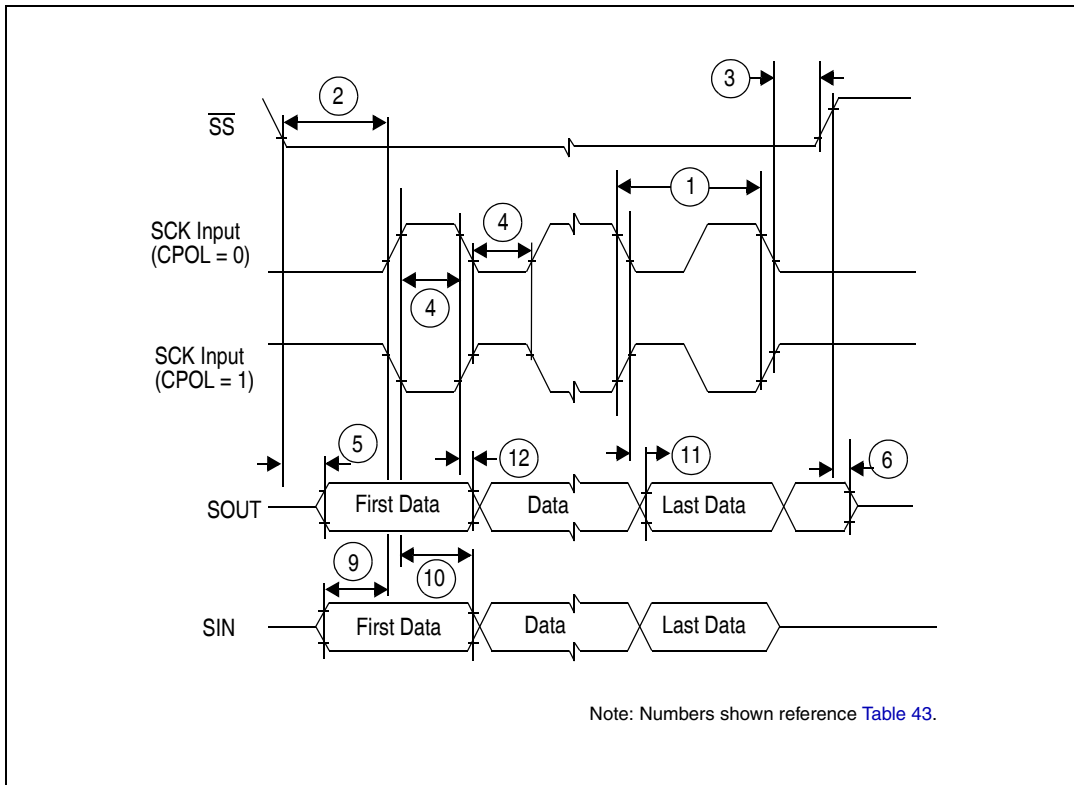 3
2
SS
1
SCK Input
(CPOL = 0)
4
4
SCK Input
(CPOL = 1)
5
12
11
6
SOUT
First Data
Data
Last Data
9
10
SIN
First Data
Data
Last Data
Note: Numbers shown reference Table 43.